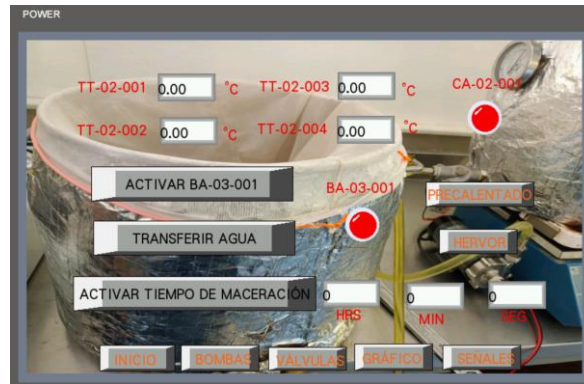 POWER
TT-02-001 0.00 °C TT-02-003 0.00 °C CA-02-001
TT-02-002 0.00 °C TT-02-004 0.00 °C
ACTIVAR BA-03-001 BA-03-001 PRECALENTADO
TRANSFERIR AGUA HERVOR
ACTIVAR TIEMPO DE MACERACIÓN 0 0 0
HRS MIN SEG
INICIO BOMBAS VÁLVULAS GRÁFICO SEÑALES